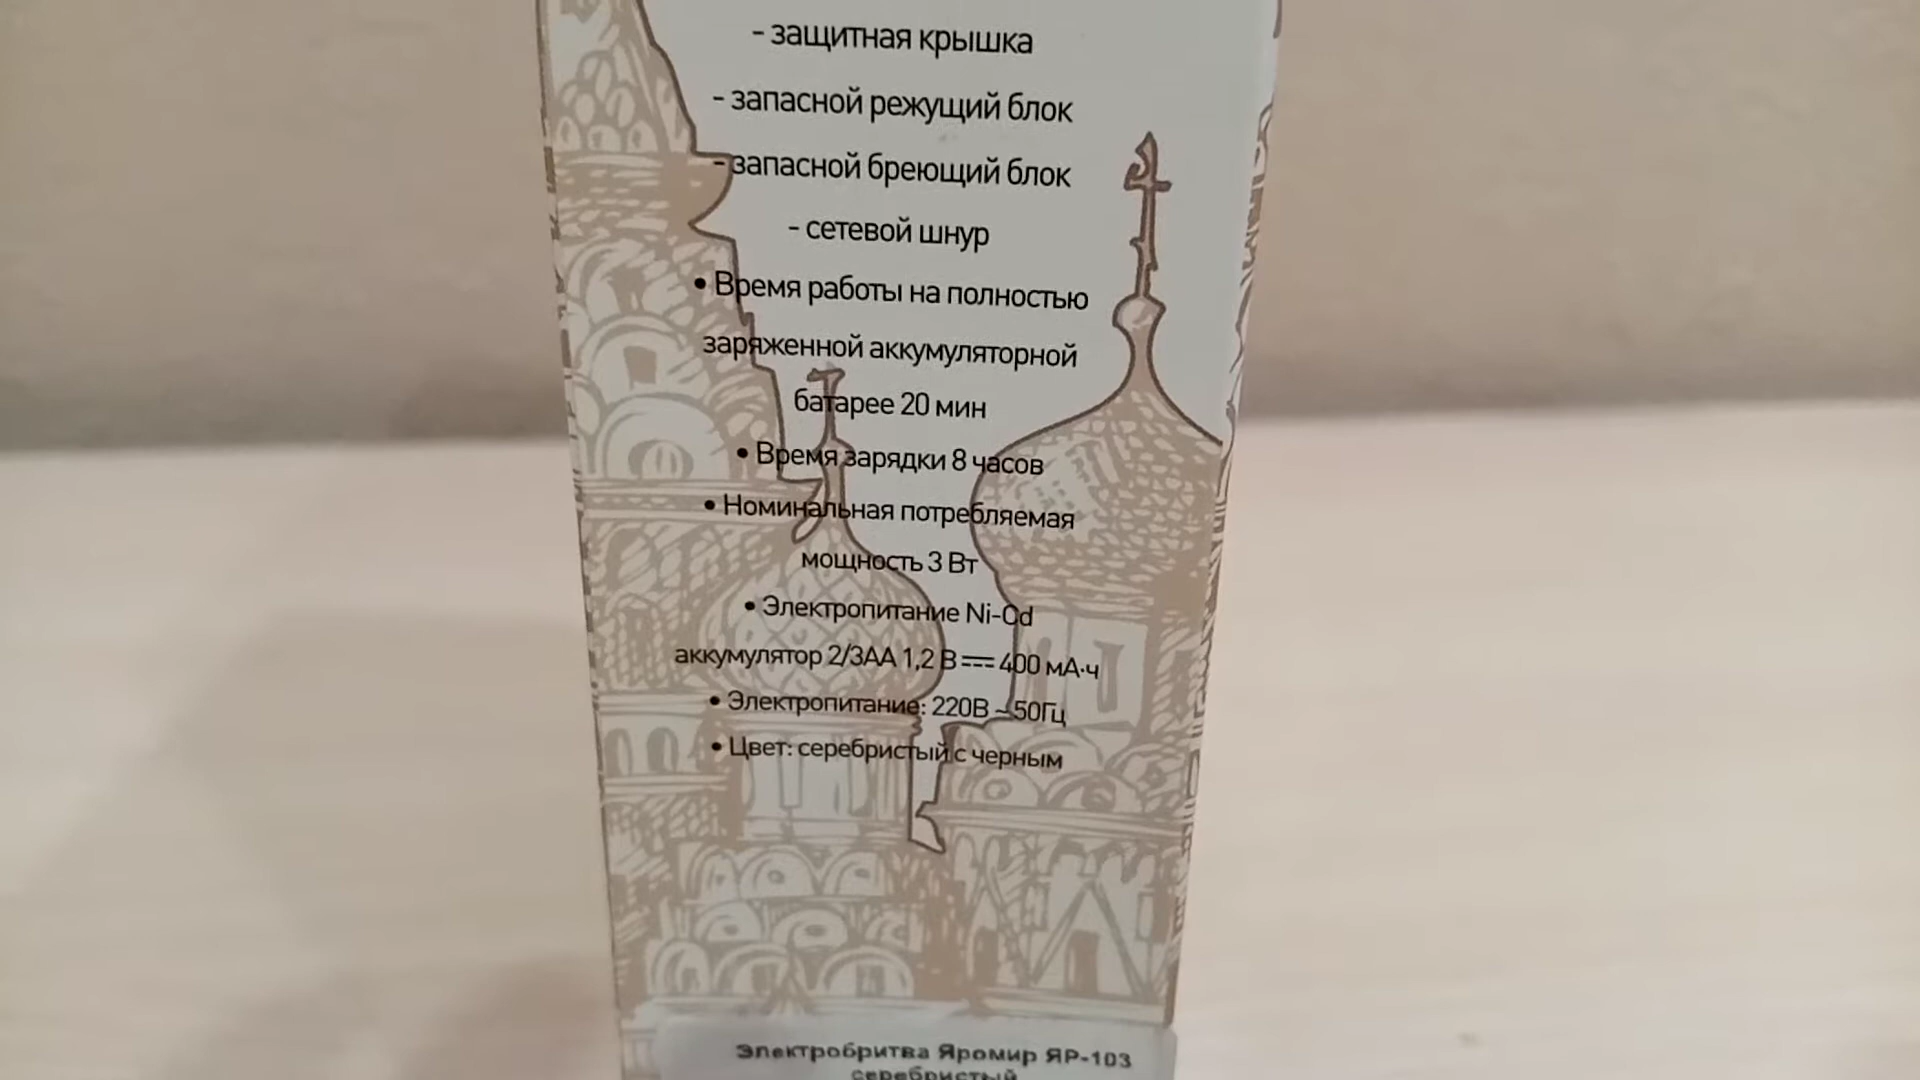 - защитная крышка
- запасной режущий блок
- запасной бреющий блок
- сетевой шнур
• Время работы на полностью
заряженной аккумуляторной
батарее 20 мин
• Время зарядки 8 часов
• Номинальная потребляемая
мощность 3 Вт
• Электропитание Ni-Cd
аккумулятор 2/3AA 1,2 В ⎓ 400 мА·ч
• Электропитание: 220В ~ 50Гц
• Цвет: серебристый с черным
Электробритва Яромир ЯР-103
серебристый